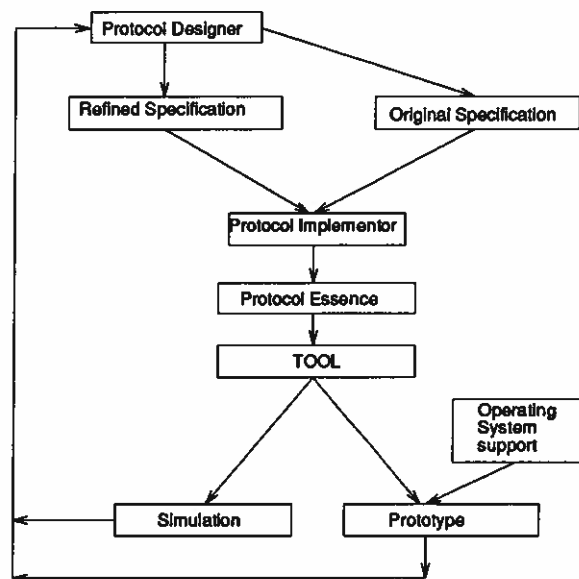 Protocol Designer
Refined Specification
Original Specification
Protocol Implementor
Protocol Essence
TOOL
Operating
System
support
Simulation
Prototype